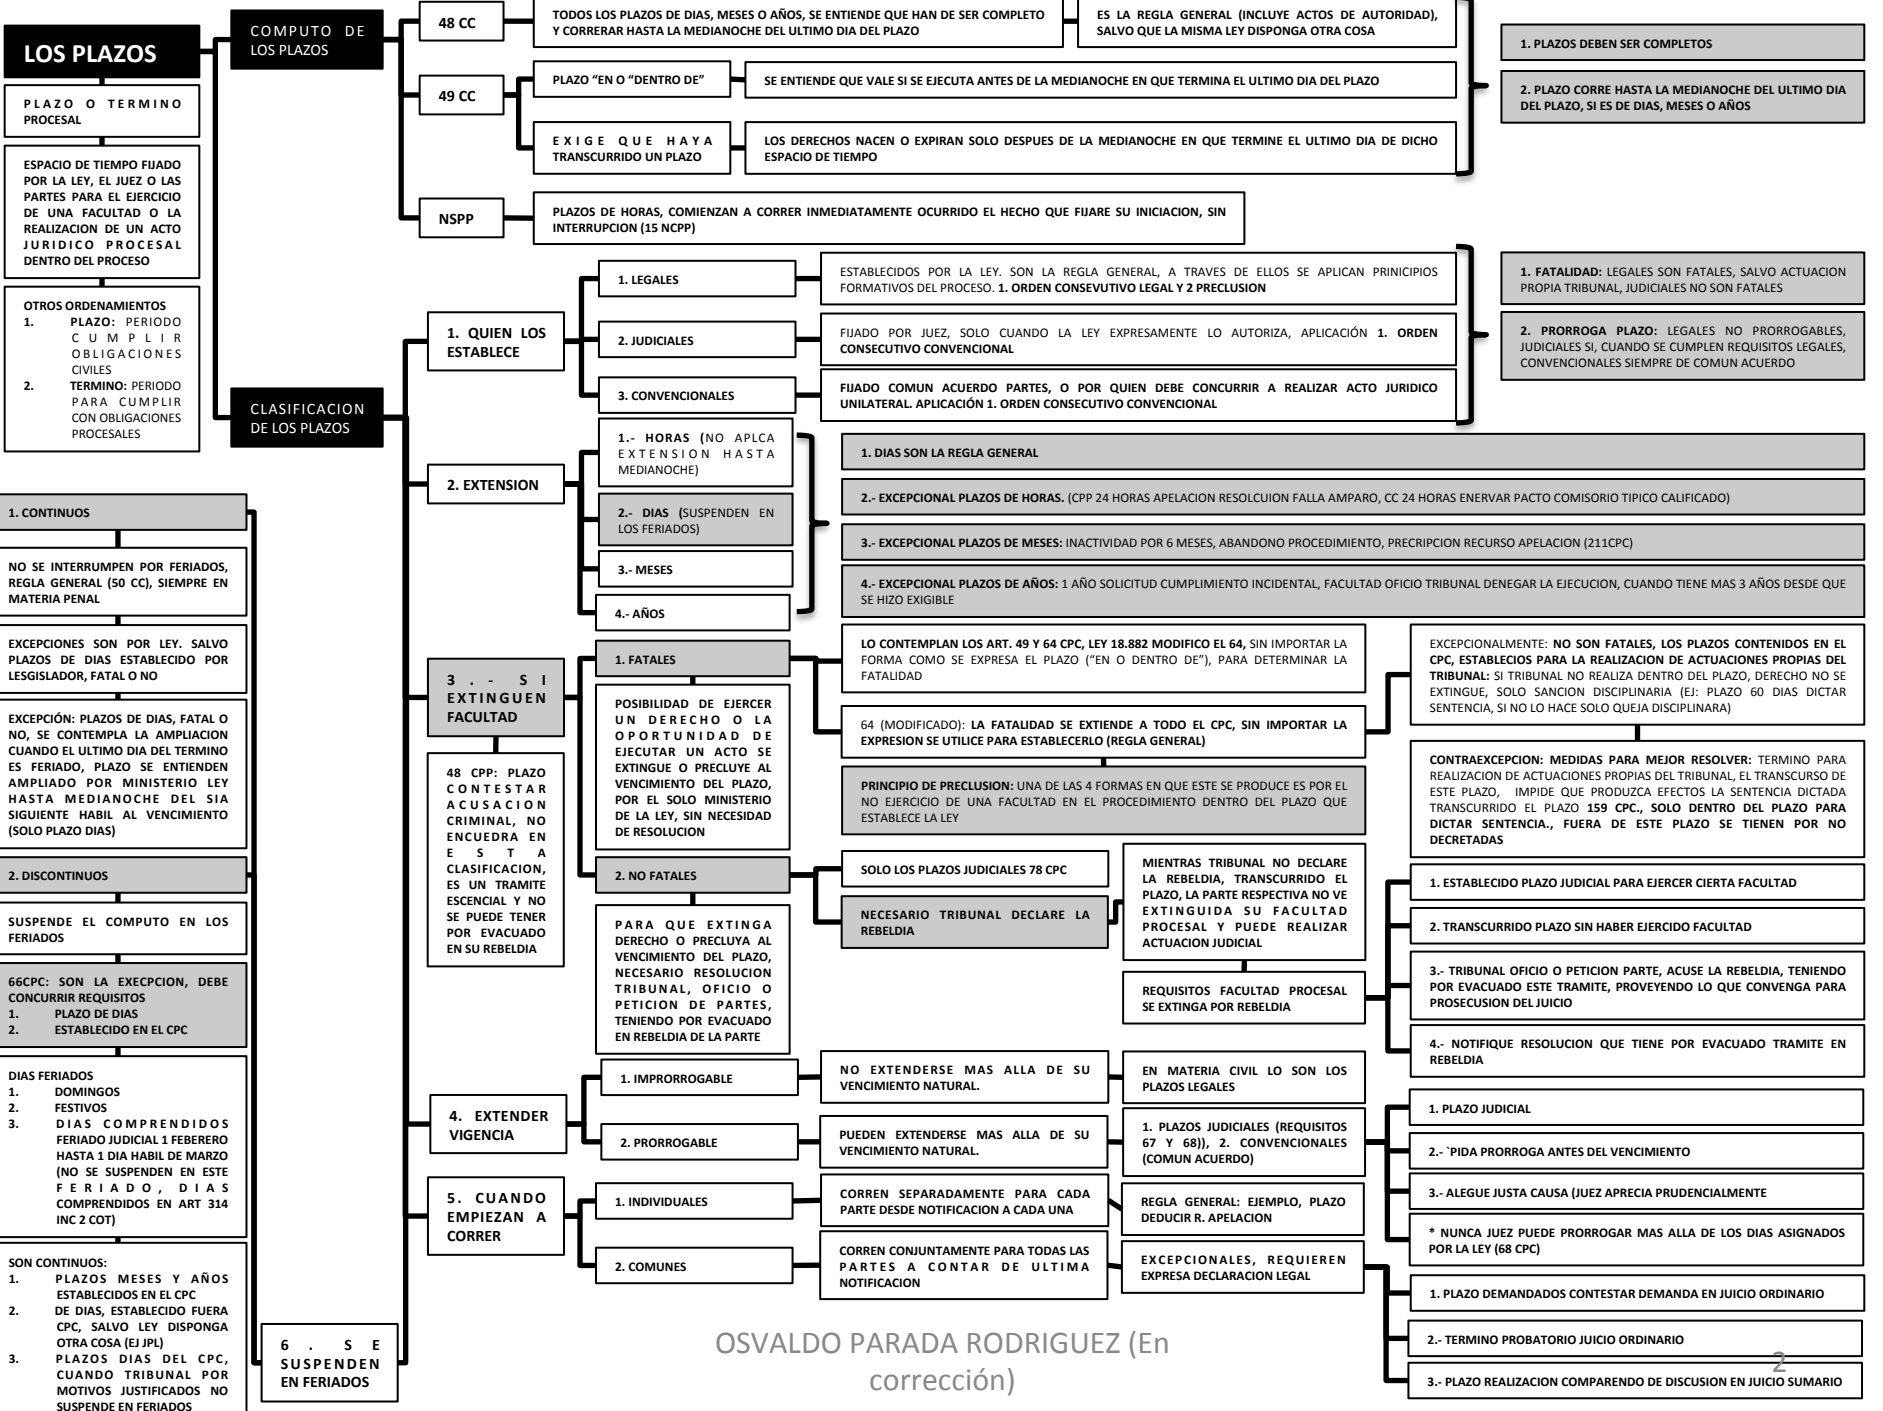 LOS PLAZOS
PLAZO O TERMINO
PROCESAL
ESPACIO DE TIEMPO FIJADO
POR LA LEY, EL JUEZ O LAS
PARTES PARA EL EJERCICIO
DE UNA FACULTAD O LA
REALIZACION DE UN ACTO
JURIDICO PROCESAL
DENTRO DEL PROCESO
OTROS ORDENAMIENTOS
1. PLAZO: PERIODO
CUMPLIR
OBLIGACIONES
CIVILES
2. TERMINO: PERIODO
PARA CUMPLIR
CON OBLIGACIONES
PROCESALES
COMPUTO DE
LOS PLAZOS
48 CC
TODOS LOS PLAZOS DE DIAS, MESES O AÑOS, SE ENTIENDE QUE HAN DE SER COMPLETO
Y CORRERAR HASTA LA MEDIANOCHE DEL ULTIMO DIA DEL PLAZO
ES LA REGLA GENERAL (INCLUYE ACTOS DE AUTORIDAD),
SALVO QUE LA MISMA LEY DISPONGA OTRA COSA
49 CC
PLAZO “EN O “DENTRO DE”
SE ENTIENDE QUE VALE SI SE EJECUTA ANTES DE LA MEDIANOCHE EN QUE TERMINA EL ULTIMO DIA DEL PLAZO
EXIGE QUE HAYA
TRANSCURRIDO UN PLAZO
LOS DERECHOS NACEN O EXPIRAN SOLO DESPUES DE LA MEDIANOCHE EN QUE TERMINE EL ULTIMO DIA DE DICHO
ESPACIO DE TIEMPO
NSPP
PLAZOS DE HORAS, COMIENZAN A CORRER INMEDIATAMENTE OCURRIDO EL HECHO QUE FIJARE SU INICIACION, SIN
INTERRUPCION (15 NCPP)
1. PLAZOS DEBEN SER COMPLETOS
2. PLAZO CORRE HASTA LA MEDIANOCHE DEL ULTIMO DIA
DEL PLAZO, SI ES DE DIAS, MESES O AÑOS
CLASIFICACION
DE LOS PLAZOS
1. QUIEN LOS
ESTABLECE
1. LEGALES
ESTABLECIDOS POR LA LEY. SON LA REGLA GENERAL, A TRAVES DE ELLOS SE APLICAN PRINICIPIOS
FORMATIVOS DEL PROCESO. 1. ORDEN CONSEVUTIVO LEGAL Y 2 PRECLUSION
2. JUDICIALES
FIJADO POR JUEZ, SOLO CUANDO LA LEY EXPRESAMENTE LO AUTORIZA, APLICACIÓN 1. ORDEN
CONSECUTIVO CONVENCIONAL
3. CONVENCIONALES
FIJADO COMUN ACUERDO PARTES, O POR QUIEN DEBE CONCURRIR A REALIZAR ACTO JURIDICO
UNILATERAL. APLICACIÓN 1. ORDEN CONSECUTIVO CONVENCIONAL
1. FATALIDAD: LEGALES SON FATALES, SALVO ACTUACION
PROPIA TRIBUNAL, JUDICIALES NO SON FATALES
2. PRORROGA PLAZO: LEGALES NO PRORROGABLES,
JUDICIALES SI, CUANDO SE CUMPLEN REQUISITOS LEGALES,
CONVENCIONALES SIEMPRE DE COMUN ACUERDO
2. EXTENSION
1.- HORAS (NO APLCA
EXTENSION HASTA
MEDIANOCHE)
2.- DIAS (SUSPENDEN EN
LOS FERIADOS)
3.- MESES
4.- AÑOS
1. DIAS SON LA REGLA GENERAL
2.- EXCEPCIONAL PLAZOS DE HORAS. (CPP 24 HORAS APELACION RESOLCUION FALLA AMPARO, CC 24 HORAS ENERVAR PACTO COMISORIO TIPICO CALIFICADO)
3.- EXCEPCIONAL PLAZOS DE MESES: INACTIVIDAD POR 6 MESES, ABANDONO PROCEDIMIENTO, PRECRIPCION RECURSO APELACION (211CPC)
4.- EXCEPCIONAL PLAZOS DE AÑOS: 1 AÑO SOLICITUD CUMPLIMIENTO INCIDENTAL, FACULTAD OFICIO TRIBUNAL DENEGAR LA EJECUCION, CUANDO TIENE MAS 3 AÑOS DESDE QUE
SE HIZO EXIGIBLE
3.- SI
EXTINGUEN
FACULTAD
48 CPP: PLAZO
CONTESTAR
ACUSACION
CRIMINAL, NO
ENCUEDRA EN
ESTA
CLASIFICACION,
ES UN TRAMITE
ESCENCIAL Y NO
SE PUEDE TENER
POR EVACUADO
EN SU REBELDIA
1. FATALES
POSIBILIDAD DE EJERCER
UN DERECHO O LA
OPORTUNIDAD DE
EJECUTAR UN ACTO SE
EXTINGUE O PRECLUYE AL
VENCIMIENTO DEL PLAZO,
POR EL SOLO MINISTERIO
DE LA LEY, SIN NECESIDAD
DE RESOLUCION
LO CONTEMPLAN LOS ART. 49 Y 64 CPC, LEY 18.882 MODIFICO EL 64, SIN IMPORTAR LA
FORMA COMO SE EXPRESA EL PLAZO (“EN O DENTRO DE”), PARA DETERMINAR LA
FATALIDAD
64 (MODIFICADO): LA FATALIDAD SE EXTIENDE A TODO EL CPC, SIN IMPORTAR LA
EXPRESION SE UTILICE PARA ESTABLECERLO (REGLA GENERAL)
PRINCIPIO DE PRECLUSION: UNA DE LAS 4 FORMAS EN QUE ESTE SE PRODUCE ES POR EL
NO EJERCICIO DE UNA FACULTAD EN EL PROCEDIMIENTO DENTRO DEL PLAZO QUE
ESTABLECE LA LEY
EXCEPCIONALMENTE: NO SON FATALES, LOS PLAZOS CONTENIDOS EN EL
CPC, ESTABLECIOS PARA LA REALIZACION DE ACTUACIONES PROPIAS DEL
TRIBUNAL: SI TRIBUNAL NO REALIZA DENTRO DEL PLAZO, DERECHO NO SE
EXTINGUE, SOLO SANCION DISCIPLINARIA (EJ: PLAZO 60 DIAS DICTAR
SENTENCIA, SI NO LO HACE SOLO QUEJA DISCIPLINARA)
CONTRAEXCEPCION: MEDIDAS PARA MEJOR RESOLVER: TERMINO PARA
REALIZACION DE ACTUACIONES PROPIAS DEL TRIBUNAL, EL TRANSCURSO DE
ESTE PLAZO, IMPIDE QUE PRODUZCA EFECTOS LA SENTENCIA DICTADA
TRANSCURRIDO EL PLAZO 159 CPC., SOLO DENTRO DEL PLAZO PARA
DICTAR SENTENCIA., FUERA DE ESTE PLAZO SE TIENEN POR NO
DECRETADAS
2. NO FATALES
PARA QUE EXTINGA
DERECHO O PRECLUYA AL
VENCIMIENTO DEL PLAZO,
NECESARIO RESOLUCION
TRIBUNAL, OFICIO O
PETICION DE PARTES,
TENIENDO POR EVACUADO
EN REBELDIA DE LA PARTE
SOLO LOS PLAZOS JUDICIALES 78 CPC
NECESARIO TRIBUNAL DECLARE LA
REBELDIA
MIENTRAS TRIBUNAL NO DECLARE
LA REBELDIA, TRANSCURRIDO EL
PLAZO, LA PARTE RESPECTIVA NO VE
EXTINGUIDA SU FACULTAD
PROCESAL Y PUEDE REALIZAR
ACTUACION JUDICIAL
REQUISITOS FACULTAD PROCESAL
SE EXTINGA POR REBELDIA
1. ESTABLECIDO PLAZO JUDICIAL PARA EJERCER CIERTA FACULTAD
2. TRANSCURRIDO PLAZO SIN HABER EJERCIDO FACULTAD
3.- TRIBUNAL OFICIO O PETICION PARTE, ACUSE LA REBELDIA, TENIENDO
POR EVACUADO ESTE TRAMITE, PROVEYENDO LO QUE CONVENGA PARA
PROSECUSION DEL JUICIO
4.- NOTIFIQUE RESOLUCION QUE TIENE POR EVACUADO TRAMITE EN
REBELDIA
4. EXTENDER
VIGENCIA
1. IMPRORROGABLE
NO EXTENDERSE MAS ALLA DE SU
VENCIMIENTO NATURAL.
EN MATERIA CIVIL LO SON LOS
PLAZOS LEGALES
2. PRORROGABLE
PUEDEN EXTENDERSE MAS ALLA DE SU
VENCIMIENTO NATURAL.
1. PLAZOS JUDICIALES (REQUISITOS
67 Y 68)), 2. CONVENCIONALES
(COMUN ACUERDO)
1. PLAZO JUDICIAL
2.- `PIDA PRORROGA ANTES DEL VENCIMIENTO
3.- ALEGUE JUSTA CAUSA (JUEZ APRECIA PRUDENCIALMENTE
* NUNCA JUEZ PUEDE PRORROGAR MAS ALLA DE LOS DIAS ASIGNADOS
POR LA LEY (68 CPC)
5. CUANDO
EMPIEZAN A
CORRER
1. INDIVIDUALES
CORREN SEPARADAMENTE PARA CADA
PARTE DESDE NOTIFICACION A CADA UNA
REGLA GENERAL: EJEMPLO, PLAZO
DEDUCIR R. APELACION
2. COMUNES
CORREN CONJUNTAMENTE PARA TODAS LAS
PARTES A CONTAR DE ULTIMA
NOTIFICACION
EXCEPCIONALES, REQUIEREN
EXPRESA DECLARACION LEGAL
1. PLAZO DEMANDADOS CONTESTAR DEMANDA EN JUICIO ORDINARIO
2.- TERMINO PROBATORIO JUICIO ORDINARIO
3.- PLAZO REALIZACION COMPARENDO DE DISCUSION EN JUICIO SUMARIO
6. SE
SUSPENDEN
EN FERIADOS
1. CONTINUOS
NO SE INTERRUMPEN POR FERIADOS,
REGLA GENERAL (50 CC), SIEMPRE EN
MATERIA PENAL
EXCEPCIONES SON POR LEY. SALVO
PLAZOS DE DIAS ESTABLECIDO POR
LESGISLADOR, FATAL O NO
EXCEPCIÓN: PLAZOS DE DIAS, FATAL O
NO, SE CONTEMPLA LA AMPLIACION
CUANDO EL ULTIMO DIA DEL TERMINO
ES FERIADO, PLAZO SE ENTIENDEN
AMPLIADO POR MINISTERIO LEY
HASTA MEDIANOCHE DEL SIA
SIGUIENTE HABIL AL VENCIMIENTO
(SOLO PLAZO DIAS)
2. DISCONTINUOS
SUSPENDE EL COMPUTO EN LOS
FERIADOS
66CPC: SON LA EXECPCION, DEBE
CONCURRIR REQUISITOS
1. PLAZO DE DIAS
2. ESTABLECIDO EN EL CPC
DIAS FERIADOS
1. DOMINGOS
2. FESTIVOS
3. DIAS COMPRENDIDOS
FERIADO JUDICIAL 1 FEBERERO
HASTA 1 DIA HABIL DE MARZO
(NO SE SUSPENDEN EN ESTE
FERIADO, DIAS
COMPRENDIDOS EN ART 314
INC 2 COT)
SON CONTINUOS:
1. PLAZOS MESES Y AÑOS
ESTABLECIDOS EN EL CPC
2. DE DIAS, ESTABLECIDO FUERA
CPC, SALVO LEY DISPONGA
OTRA COSA (EJ JPL)
3. PLAZOS DIAS DEL CPC,
CUANDO TRIBUNAL POR
MOTIVOS JUSTIFICADOS NO
SUSPENDE EN FERIADOS
OSVALDO PARADA RODRIGUEZ (En
corrección)
2